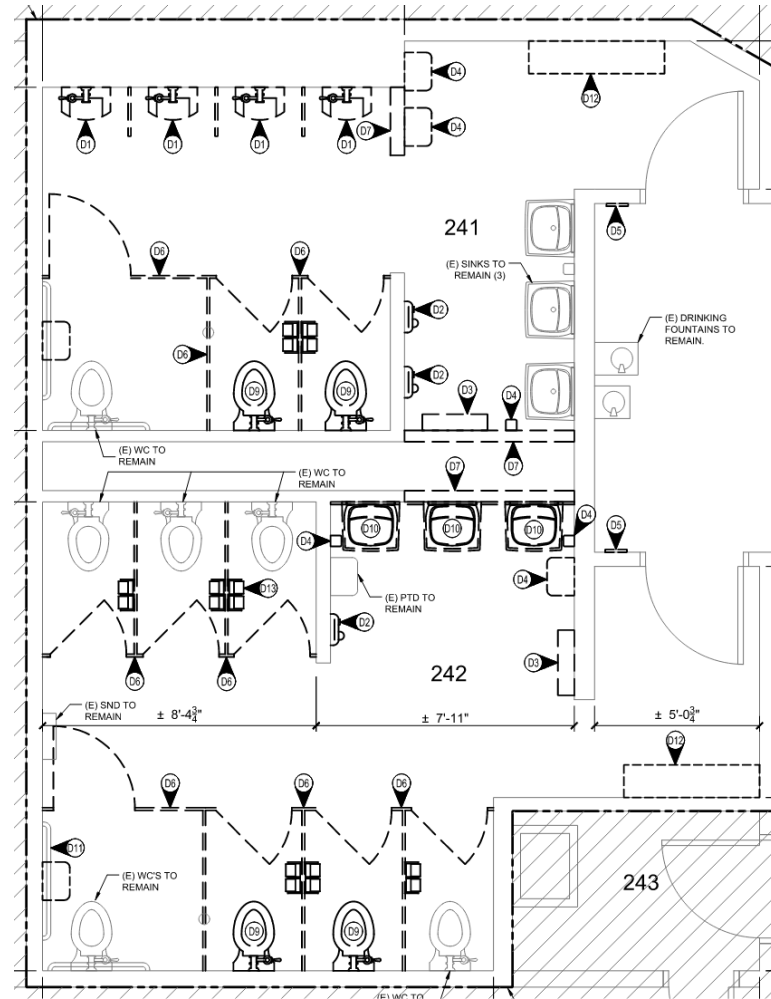 D4
D12
D7
D4
D1
D1
D1
D1
241
D5
D6
D6
(E) SINKS TO
REMAIN (3)
D2
(E) DRINKING
FOUNTAINS TO
REMAIN.
D6
D2
D9
D9
D3
D4
(E) WC TO
REMAIN
D7
(E) WC TO
REMAIN
D7
D4
D10
D10
D10
D4
D5
D4
D13
(E) PTD TO
REMAIN
D2
D3
D6
D6
242
(E) SND TO
REMAIN
± 8'-4¾"
± 7'-11"
± 5'-0¾"
D12
D6
D6
D6
D11
(E) WC'S TO
REMAIN
243
D9
D9
(E) WC TO